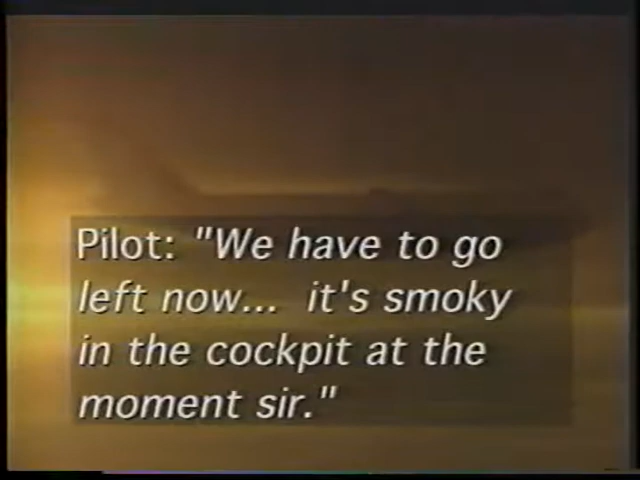 Pilot: "We have to go
left now... it's smoky
in the cockpit at the
moment sir."